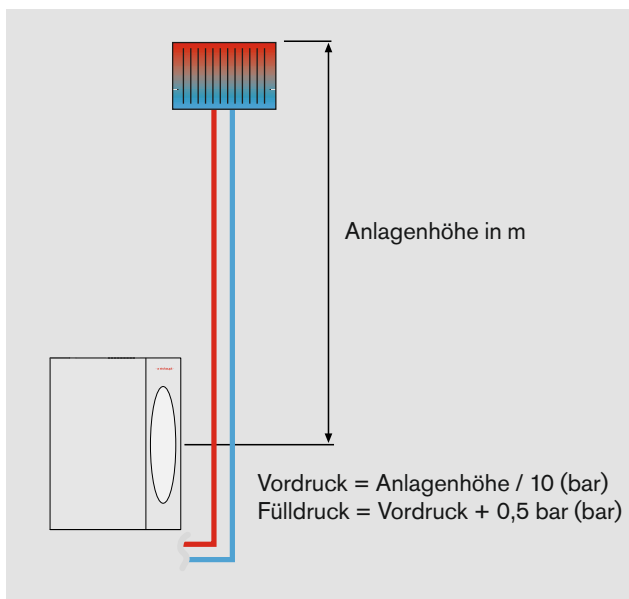 Anlagenhöhe in m
Vordruck = Anlagenhöhe / 10 (bar)
Fülldruck = Vordruck + 0,5 bar (bar)